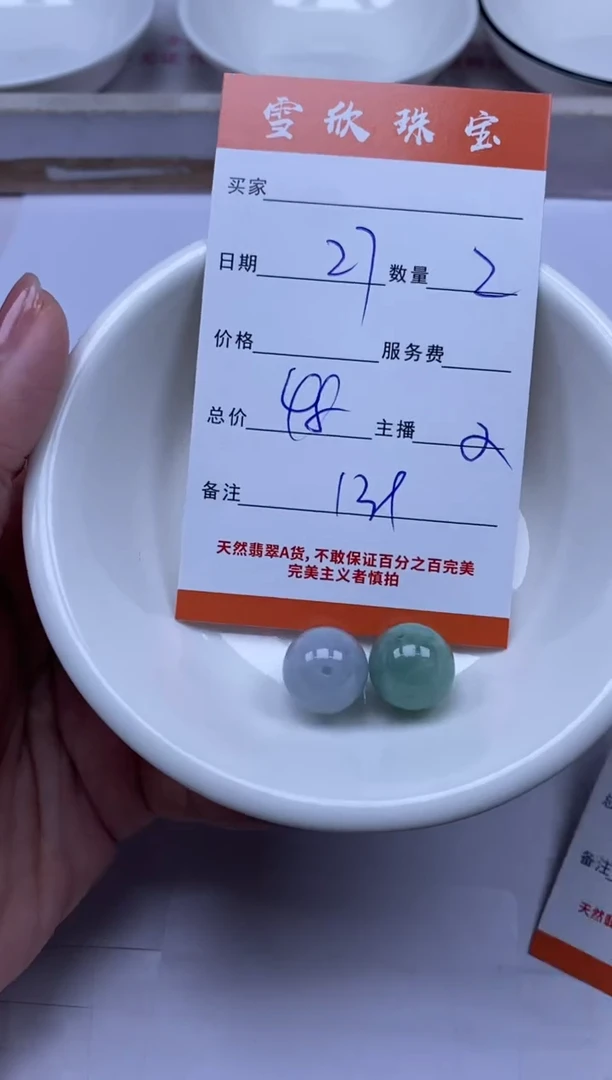 雪欣珠宝
买家
日期 27 数量 2
价格 服务费
总价 48 主播
备注
天然翡翠A货,不敢保证百分之百完美
完美主义者慎拍
备注